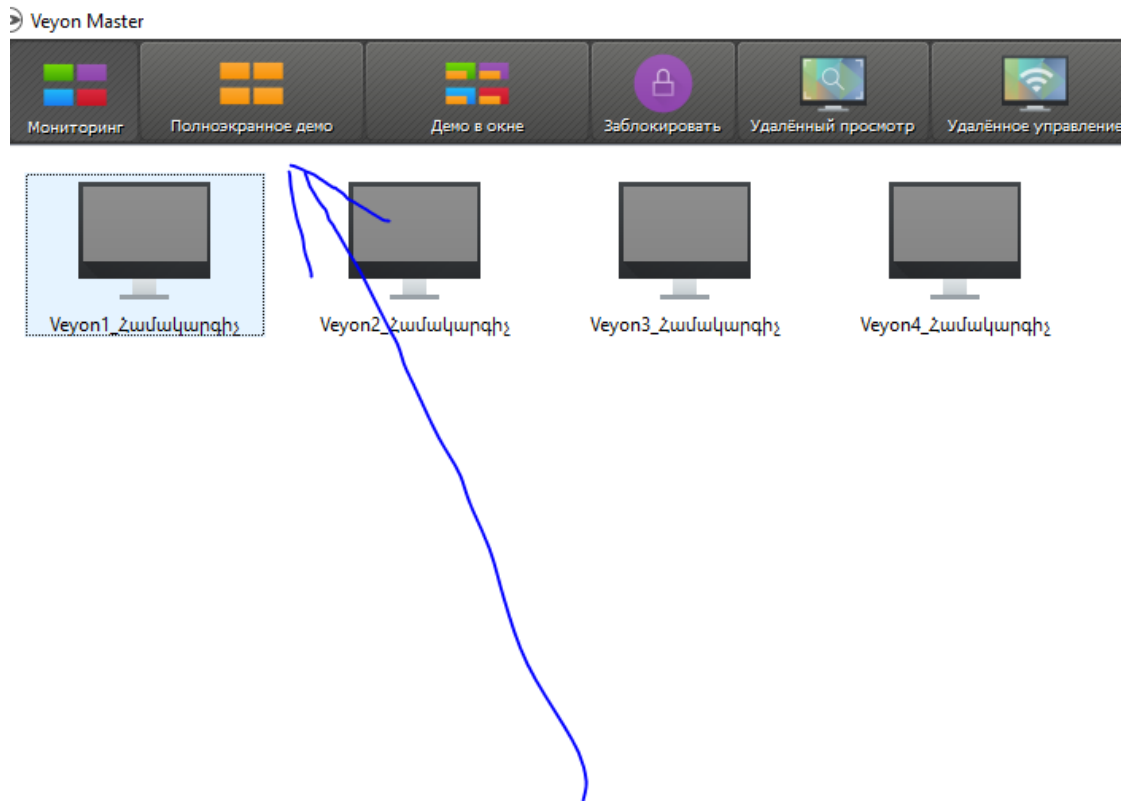 Veyon Master
Мониторинг Полноэкранное демо Демо в окне Заблокировать Удалённый просмотр Удалённое управление
Veyon1_Համակարգիչ Veyon2_Համակարգիչ Veyon3_Համակարգիչ Veyon4_Համակարգիչ